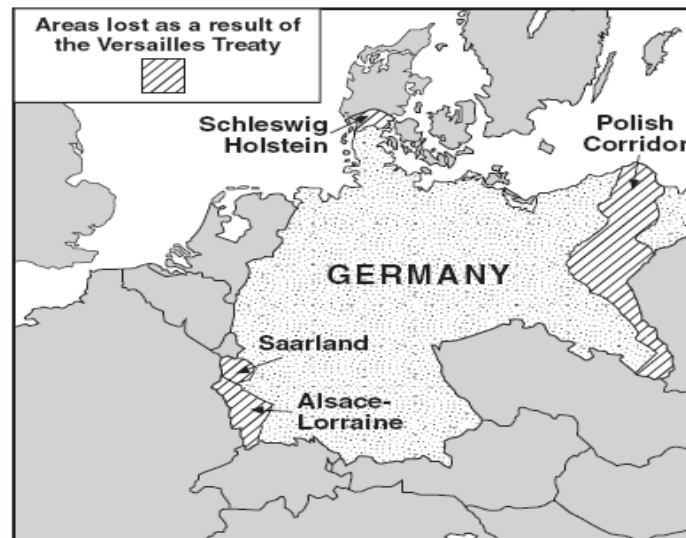 Areas lost as a result of
the Versailles Treaty
Schleswig
Holstein
Polish
Corridor
GERMANY
Saarland
Alsace-
Lorraine